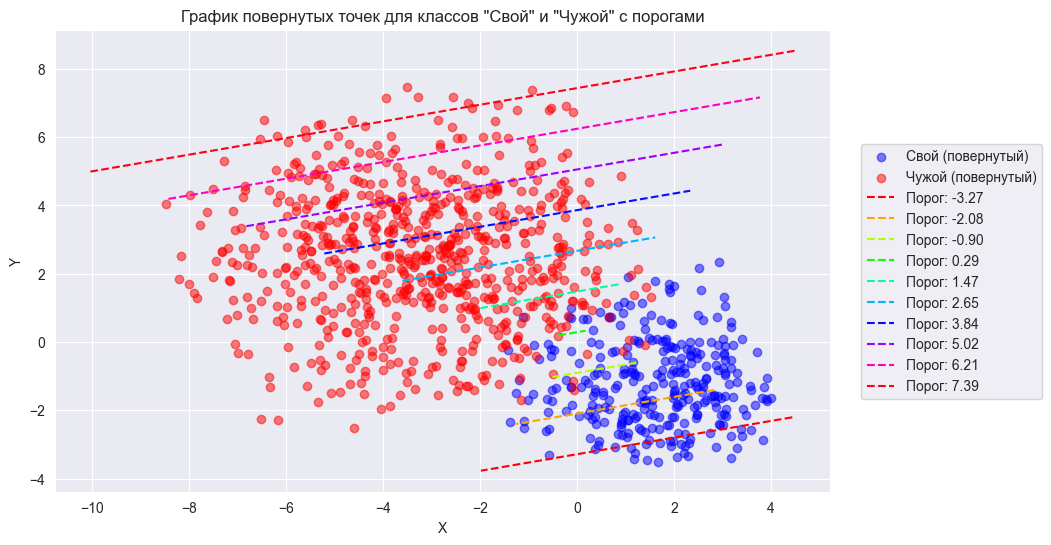 График повернутых точек для классов "Свой" и "Чужой" с порогами
Y
8
6
4
2
0
−2
−4
−10
−8
−6
−4
−2
0
2
4
X
Свой (повернутый)
Чужой (повернутый)
Порог: -3.27
Порог: -2.08
Порог: -0.90
Порог: 0.29
Порог: 1.47
Порог: 2.65
Порог: 3.84
Порог: 5.02
Порог: 6.21
Порог: 7.39